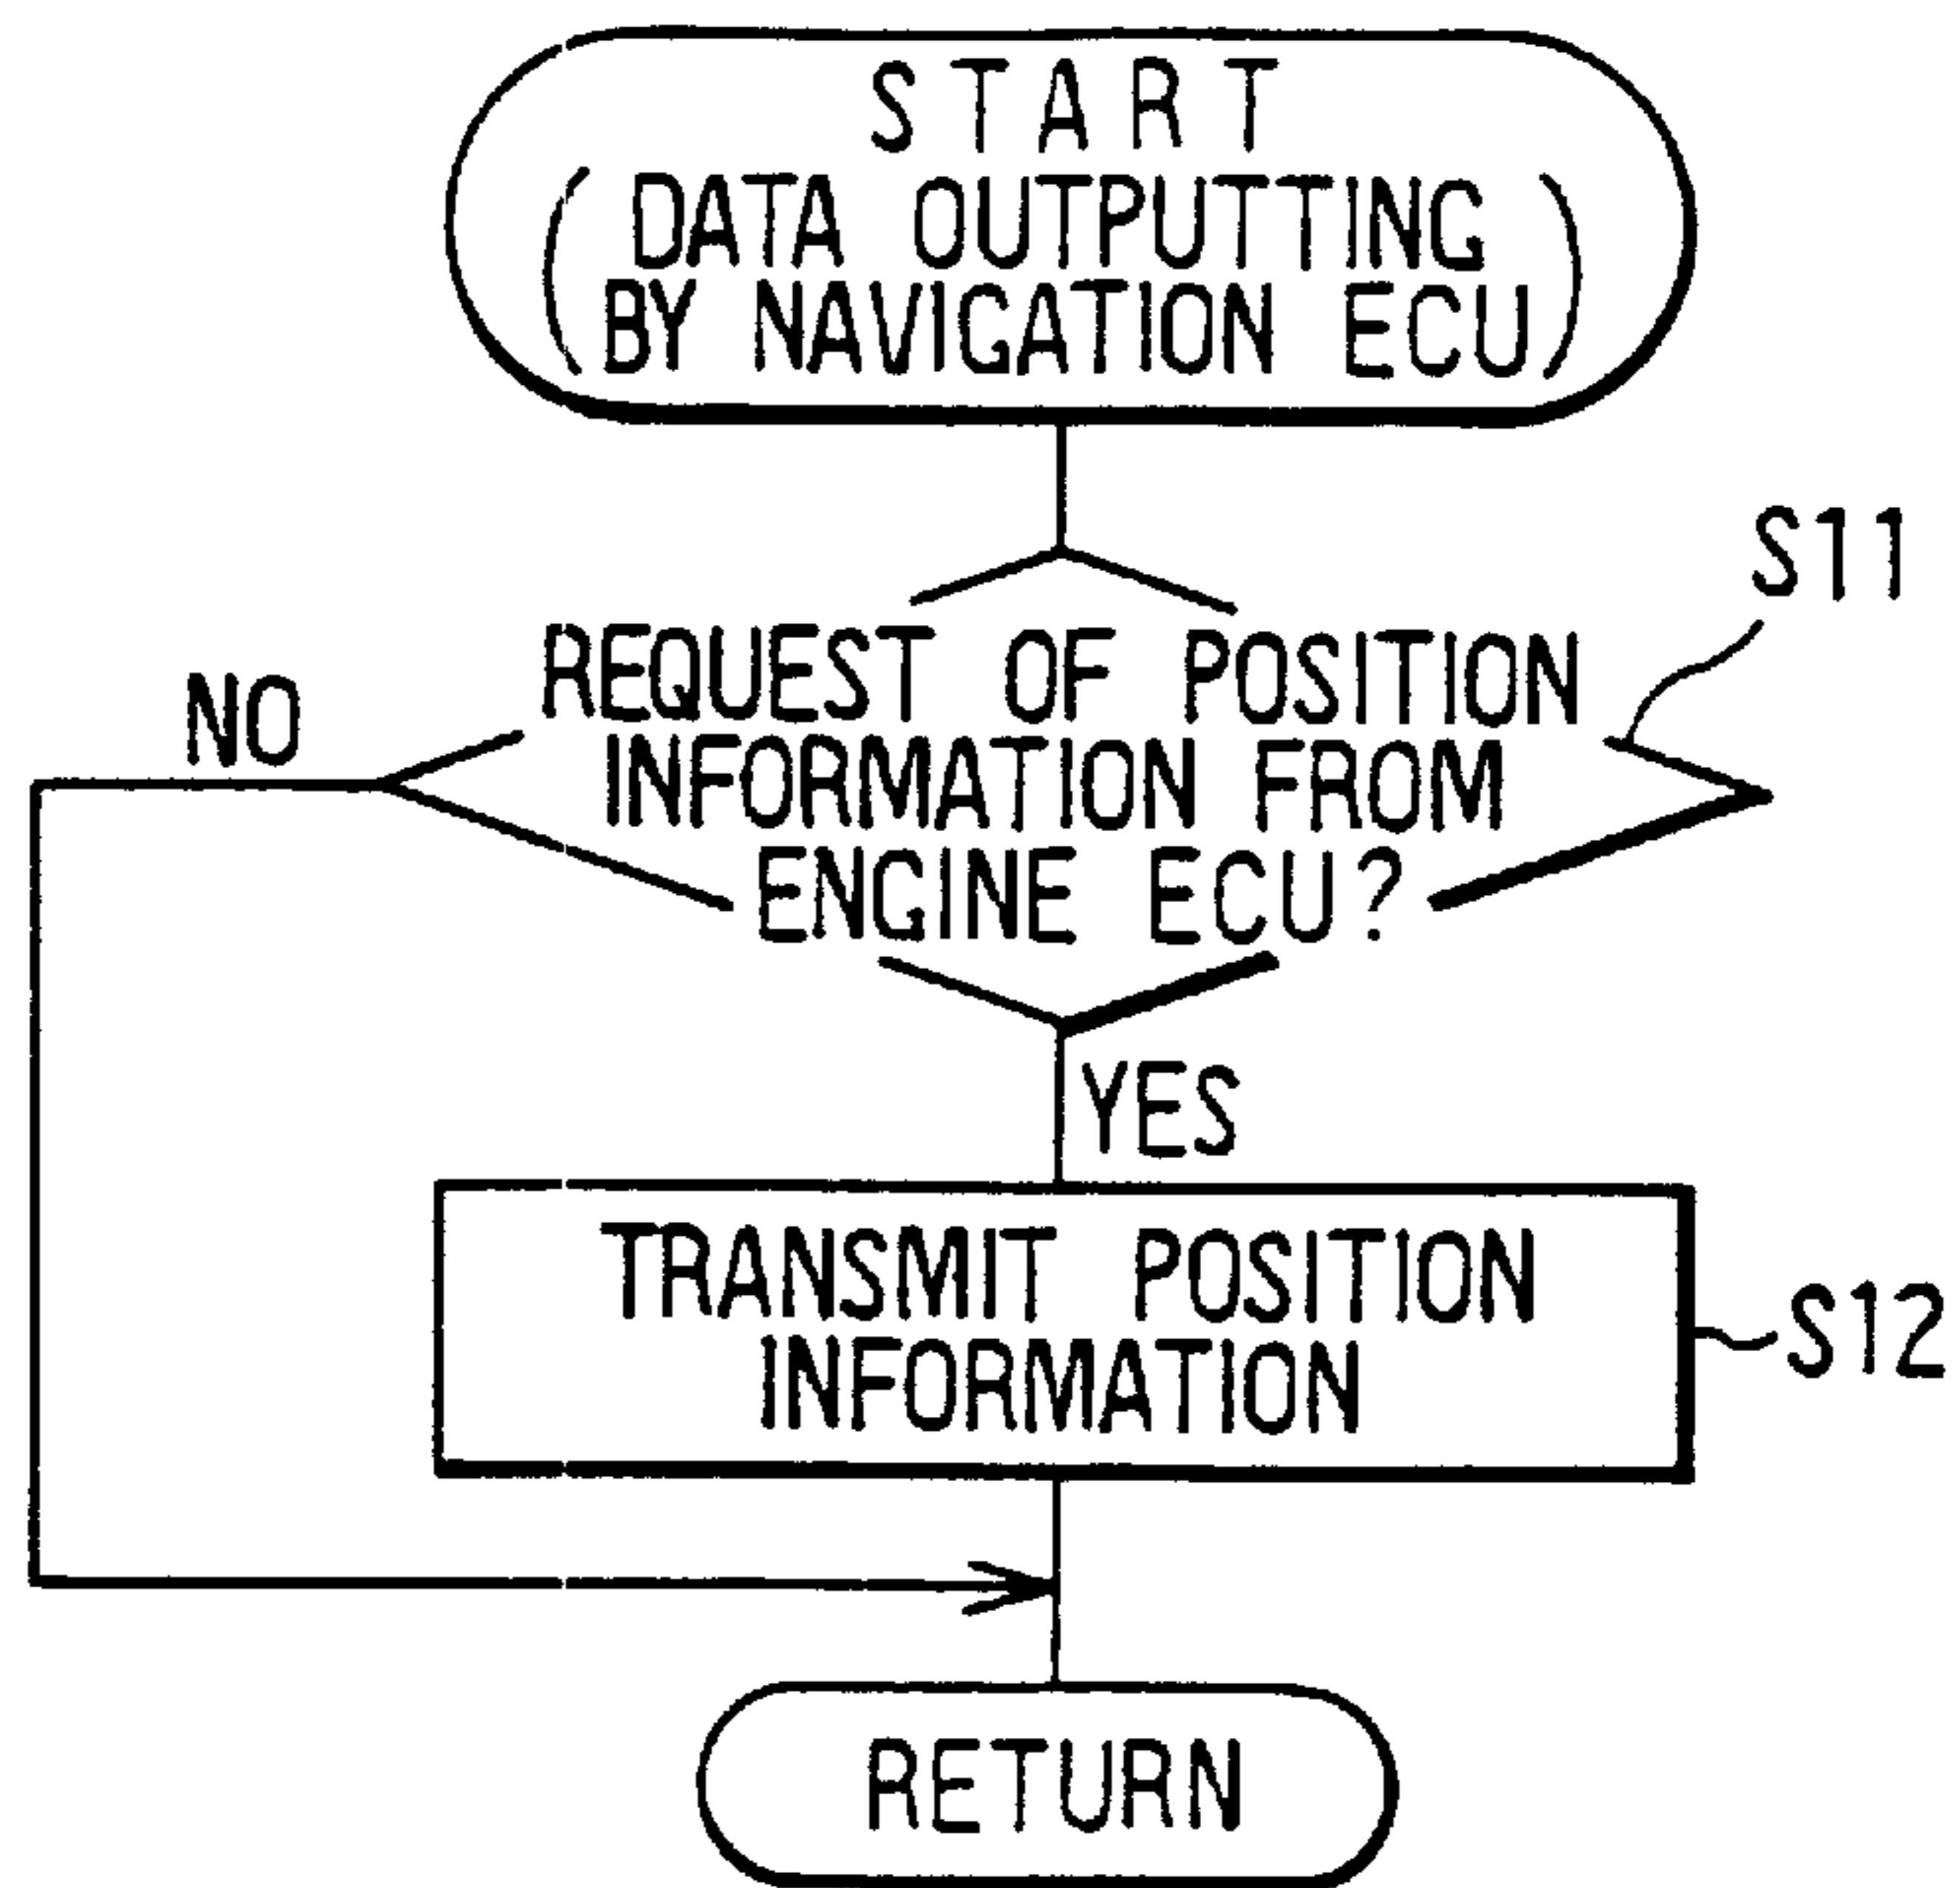 START
(DATA OUTPUTTING
BY NAVIGATION ECU)
S11
REQUEST OF POSITION
NO
INFORMATION FROM
ENGINE ECU?
YES
TRANSMIT POSITION
S12
INFORMATION
RETURN